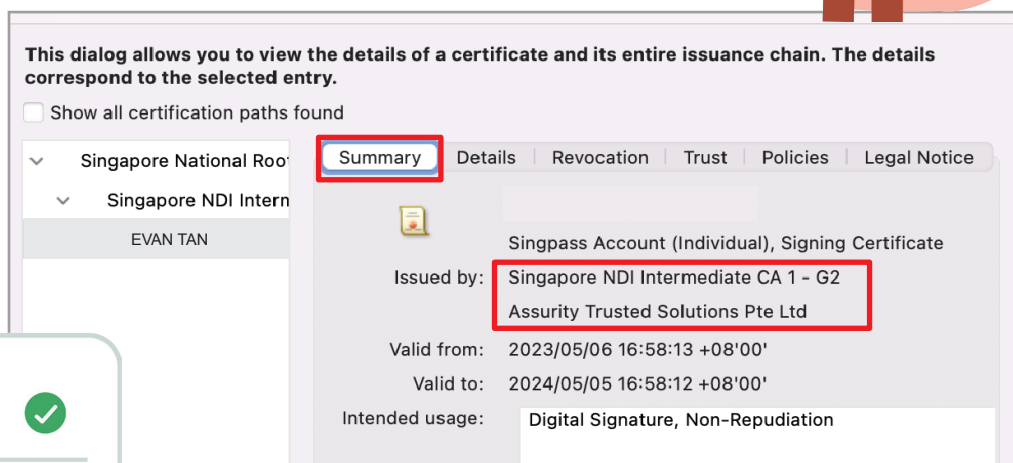 This dialog allows you to view the details of a certificate and its entire issuance chain. The details
correspond to the selected entry.
Show all certification paths found
Singapore National Roo
Singapore NDI Intern
EVAN TAN
Summary Details Revocation Trust Policies Legal Notice
Singpass Account (Individual), Signing Certificate
Issued by: Singapore NDI Intermediate CA 1 – G2
Assurity Trusted Solutions Pte Ltd
Valid from: 2023/05/06 16:58:13 +08'00'
Valid to: 2024/05/05 16:58:12 +08'00'
Intended usage: Digital Signature, Non-Repudiation